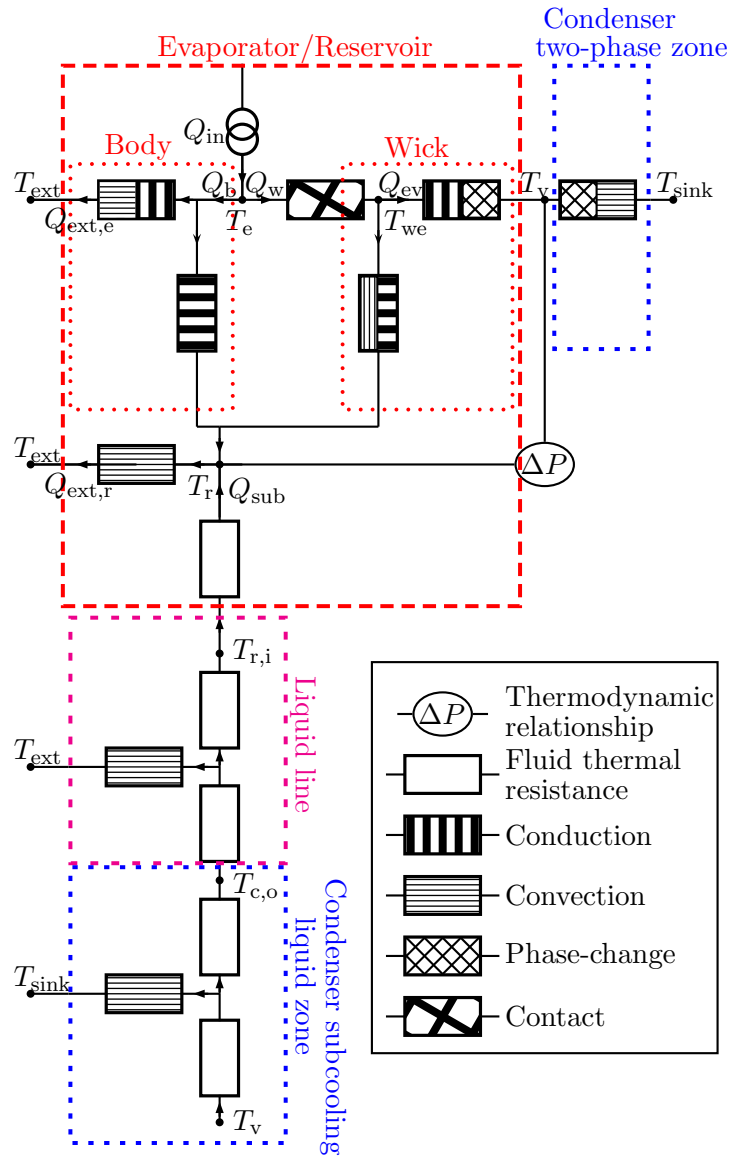 Condenser
two-phase zone
Evaporator/Reservoir
Q_in
Body
Wick
T_ext
Q_b
Q_w
Q_ev
T_v
T_sink
Q_ext,e
T_e
T_we
T_ext
Q_ext,r
T_r
Q_sub
ΔP
T_r,i
Liquid line
T_ext
T_c,o
Condenser subcooling
liquid zone
T_sink
T_v
ΔP
Thermodynamic
relationship
Fluid thermal
resistance
Conduction
Convection
Phase-change
Contact